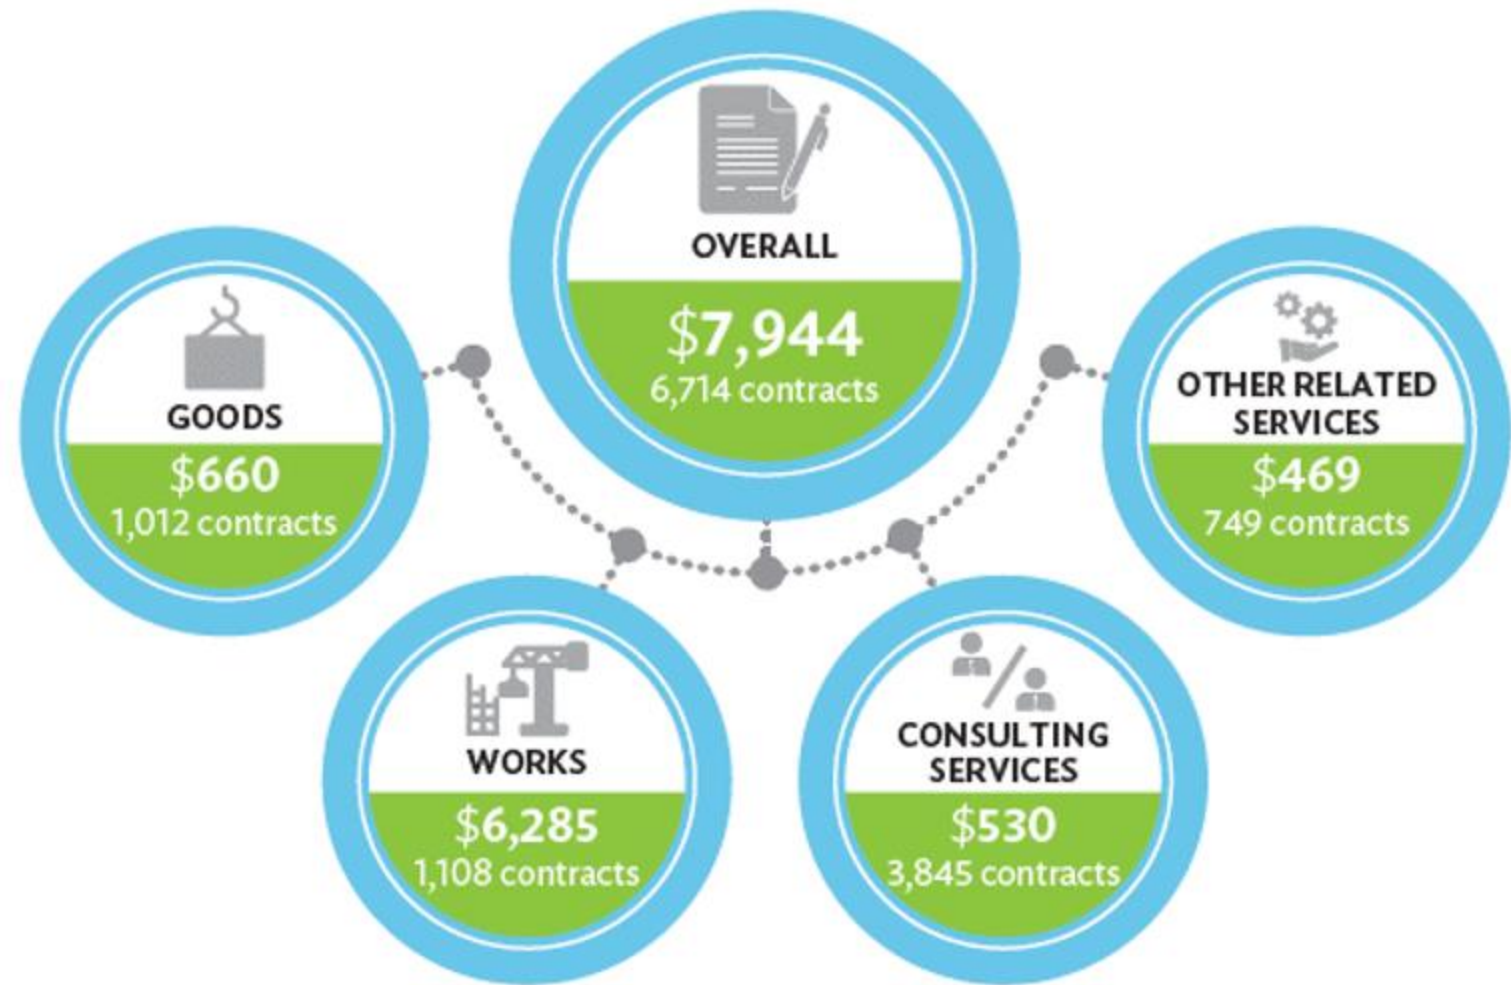 OVERALL
$7,944
6,714 contracts
GOODS
$660
1,012 contracts
OTHER RELATED
SERVICES
$469
749 contracts
WORKS
$6,285
1,108 contracts
CONSULTING
SERVICES
$530
3,845 contracts